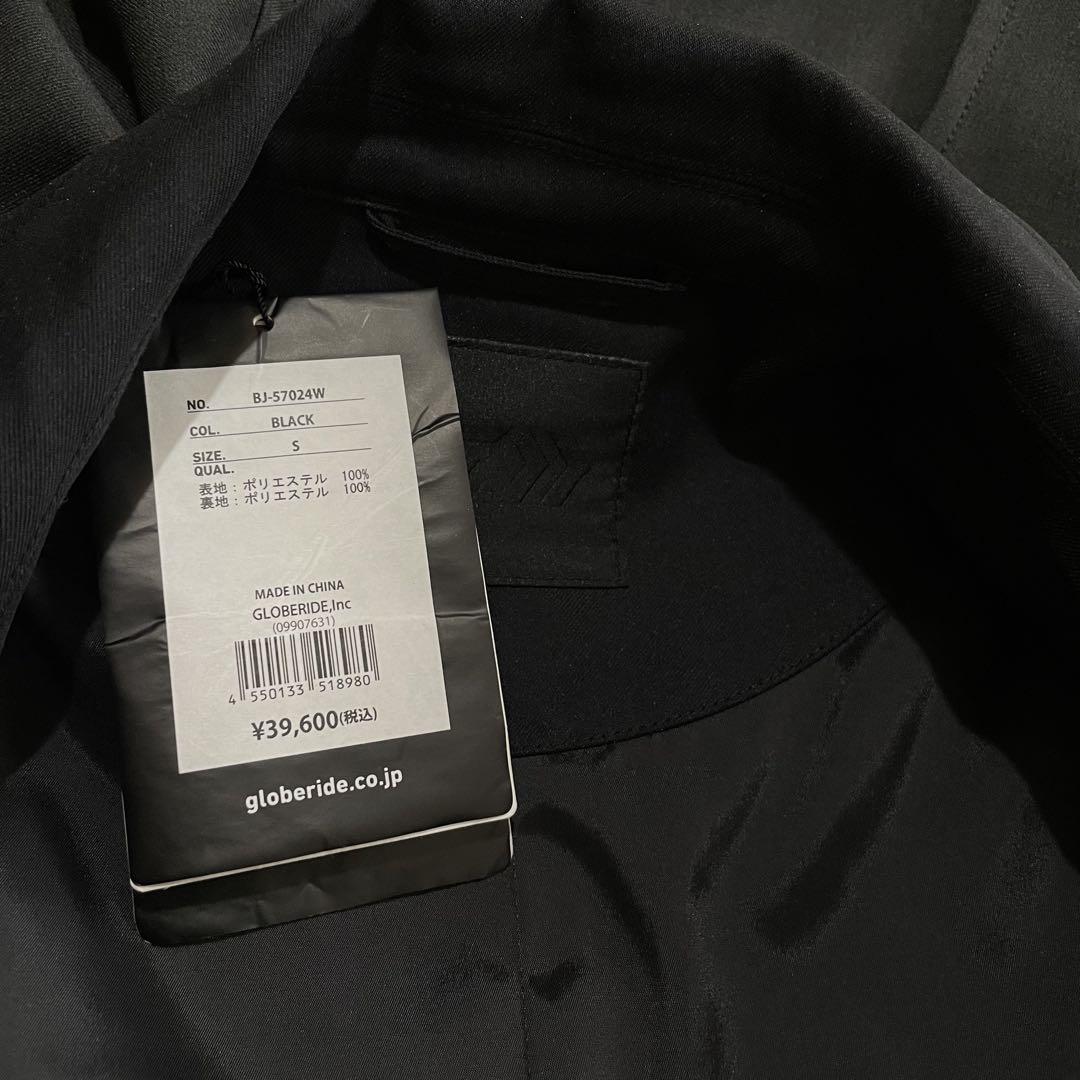 NO. BJ-57024W
COL. BLACK
SIZE. S
QUAL.
表地：ポリエステル 100%
裏地：ポリエステル 100%
MADE IN CHINA
GLOBERIDE,Inc
(09907631)
4 550133 518980
¥39,600(税込)
globeride.co.jp